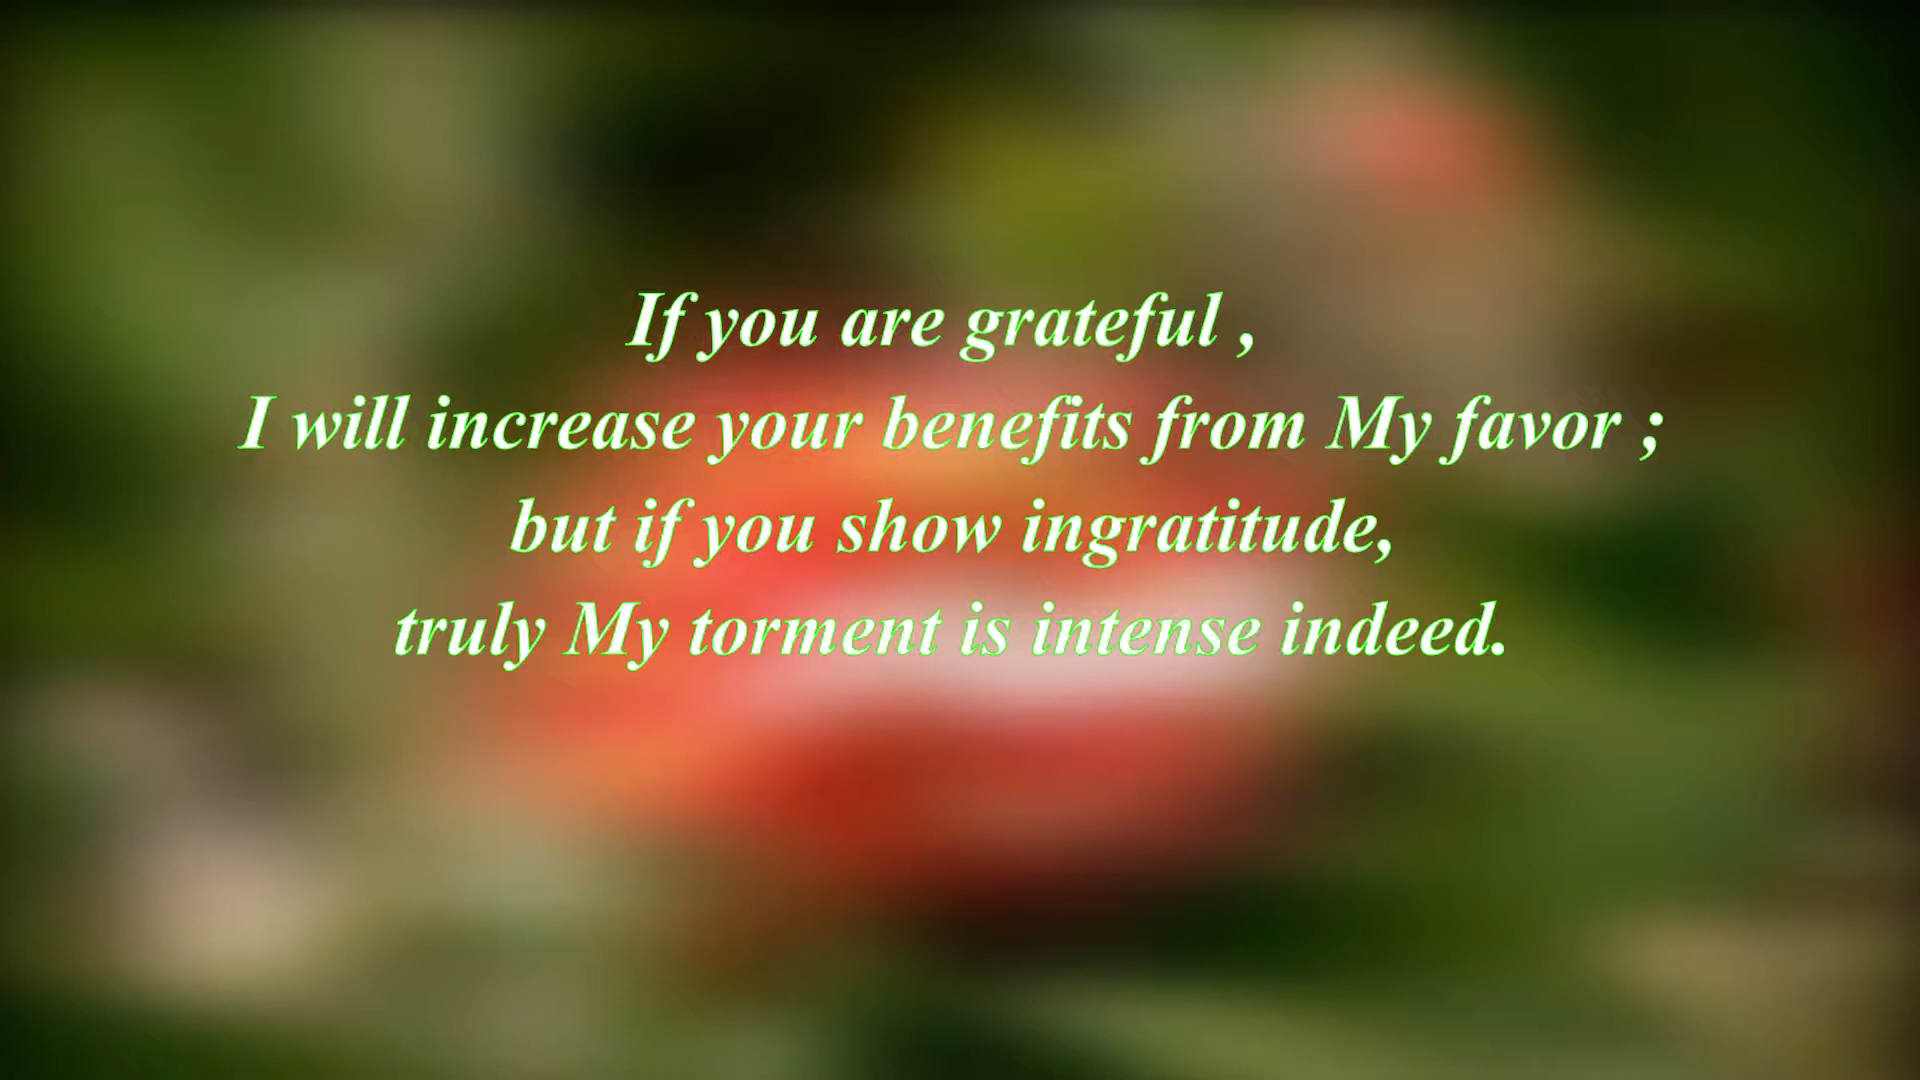 If you are grateful ,
I will increase your benefits from My favor ;
but if you show ingratitude,
truly My torment is intense indeed.